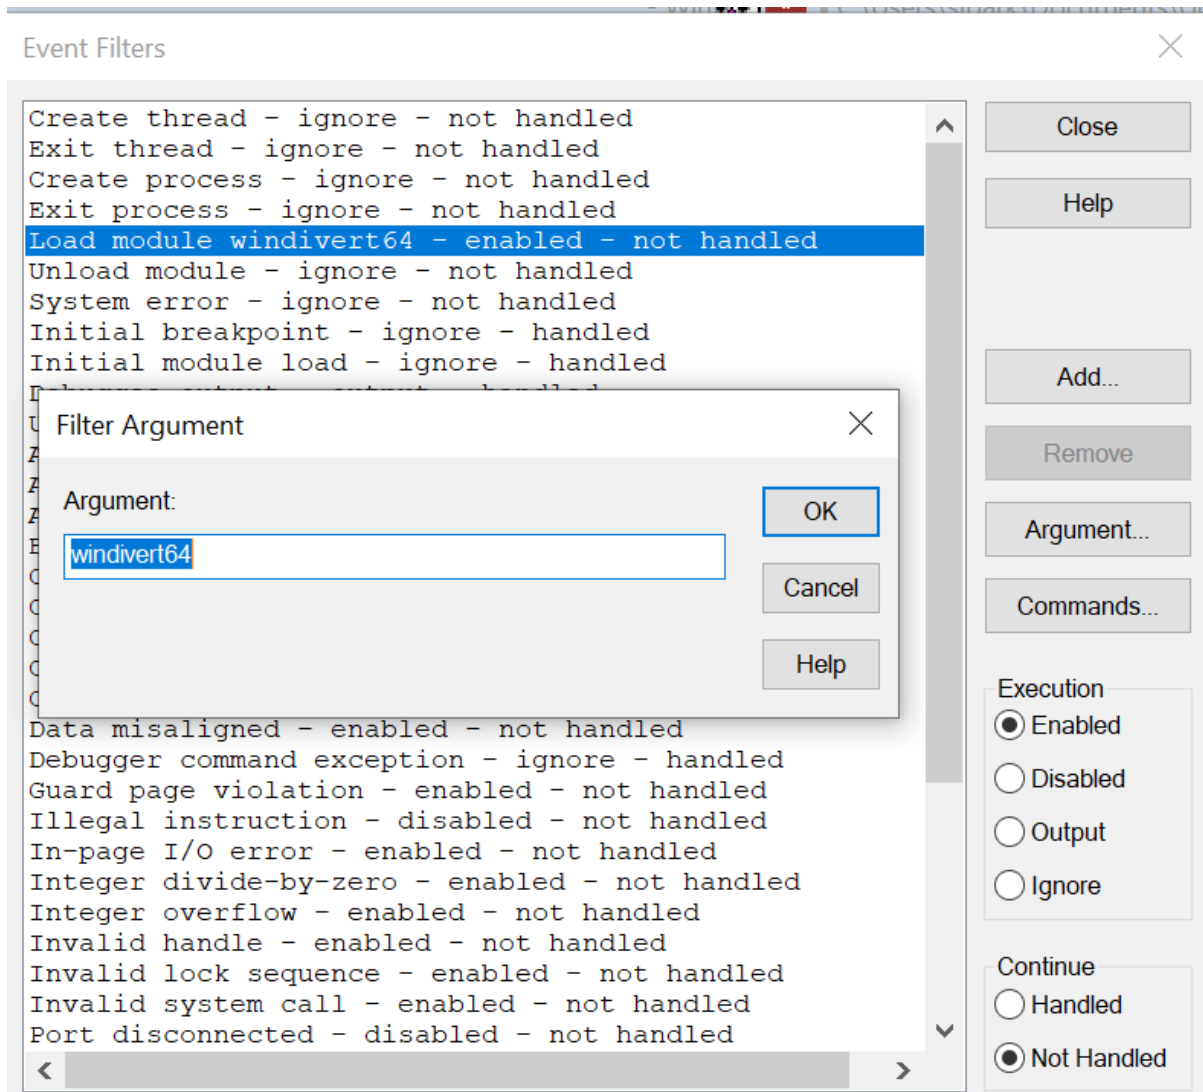 Event Filters
Create thread - ignore - not handled
Exit thread - ignore - not handled
Create process - ignore - not handled
Exit process - ignore - not handled
Load module windivert64 - enabled - not handled
Unload module - ignore - not handled
System error - ignore - not handled
Initial breakpoint - ignore - handled
Initial module load - ignore - handled
Filter Argument
Argument:
windivert64
OK
Cancel
Help
Data misaligned - enabled - not handled
Debugger command exception - ignore - handled
Guard page violation - enabled - not handled
Illegal instruction - disabled - not handled
In-page I/O error - enabled - not handled
Integer divide-by-zero - enabled - not handled
Integer overflow - enabled - not handled
Invalid handle - enabled - not handled
Invalid lock sequence - enabled - not handled
Invalid system call - enabled - not handled
Port disconnected - disabled - not handled
Close
Help
Add...
Remove
Argument...
Commands...
Execution
Enabled
Disabled
Output
Ignore
Continue
Handled
Not Handled